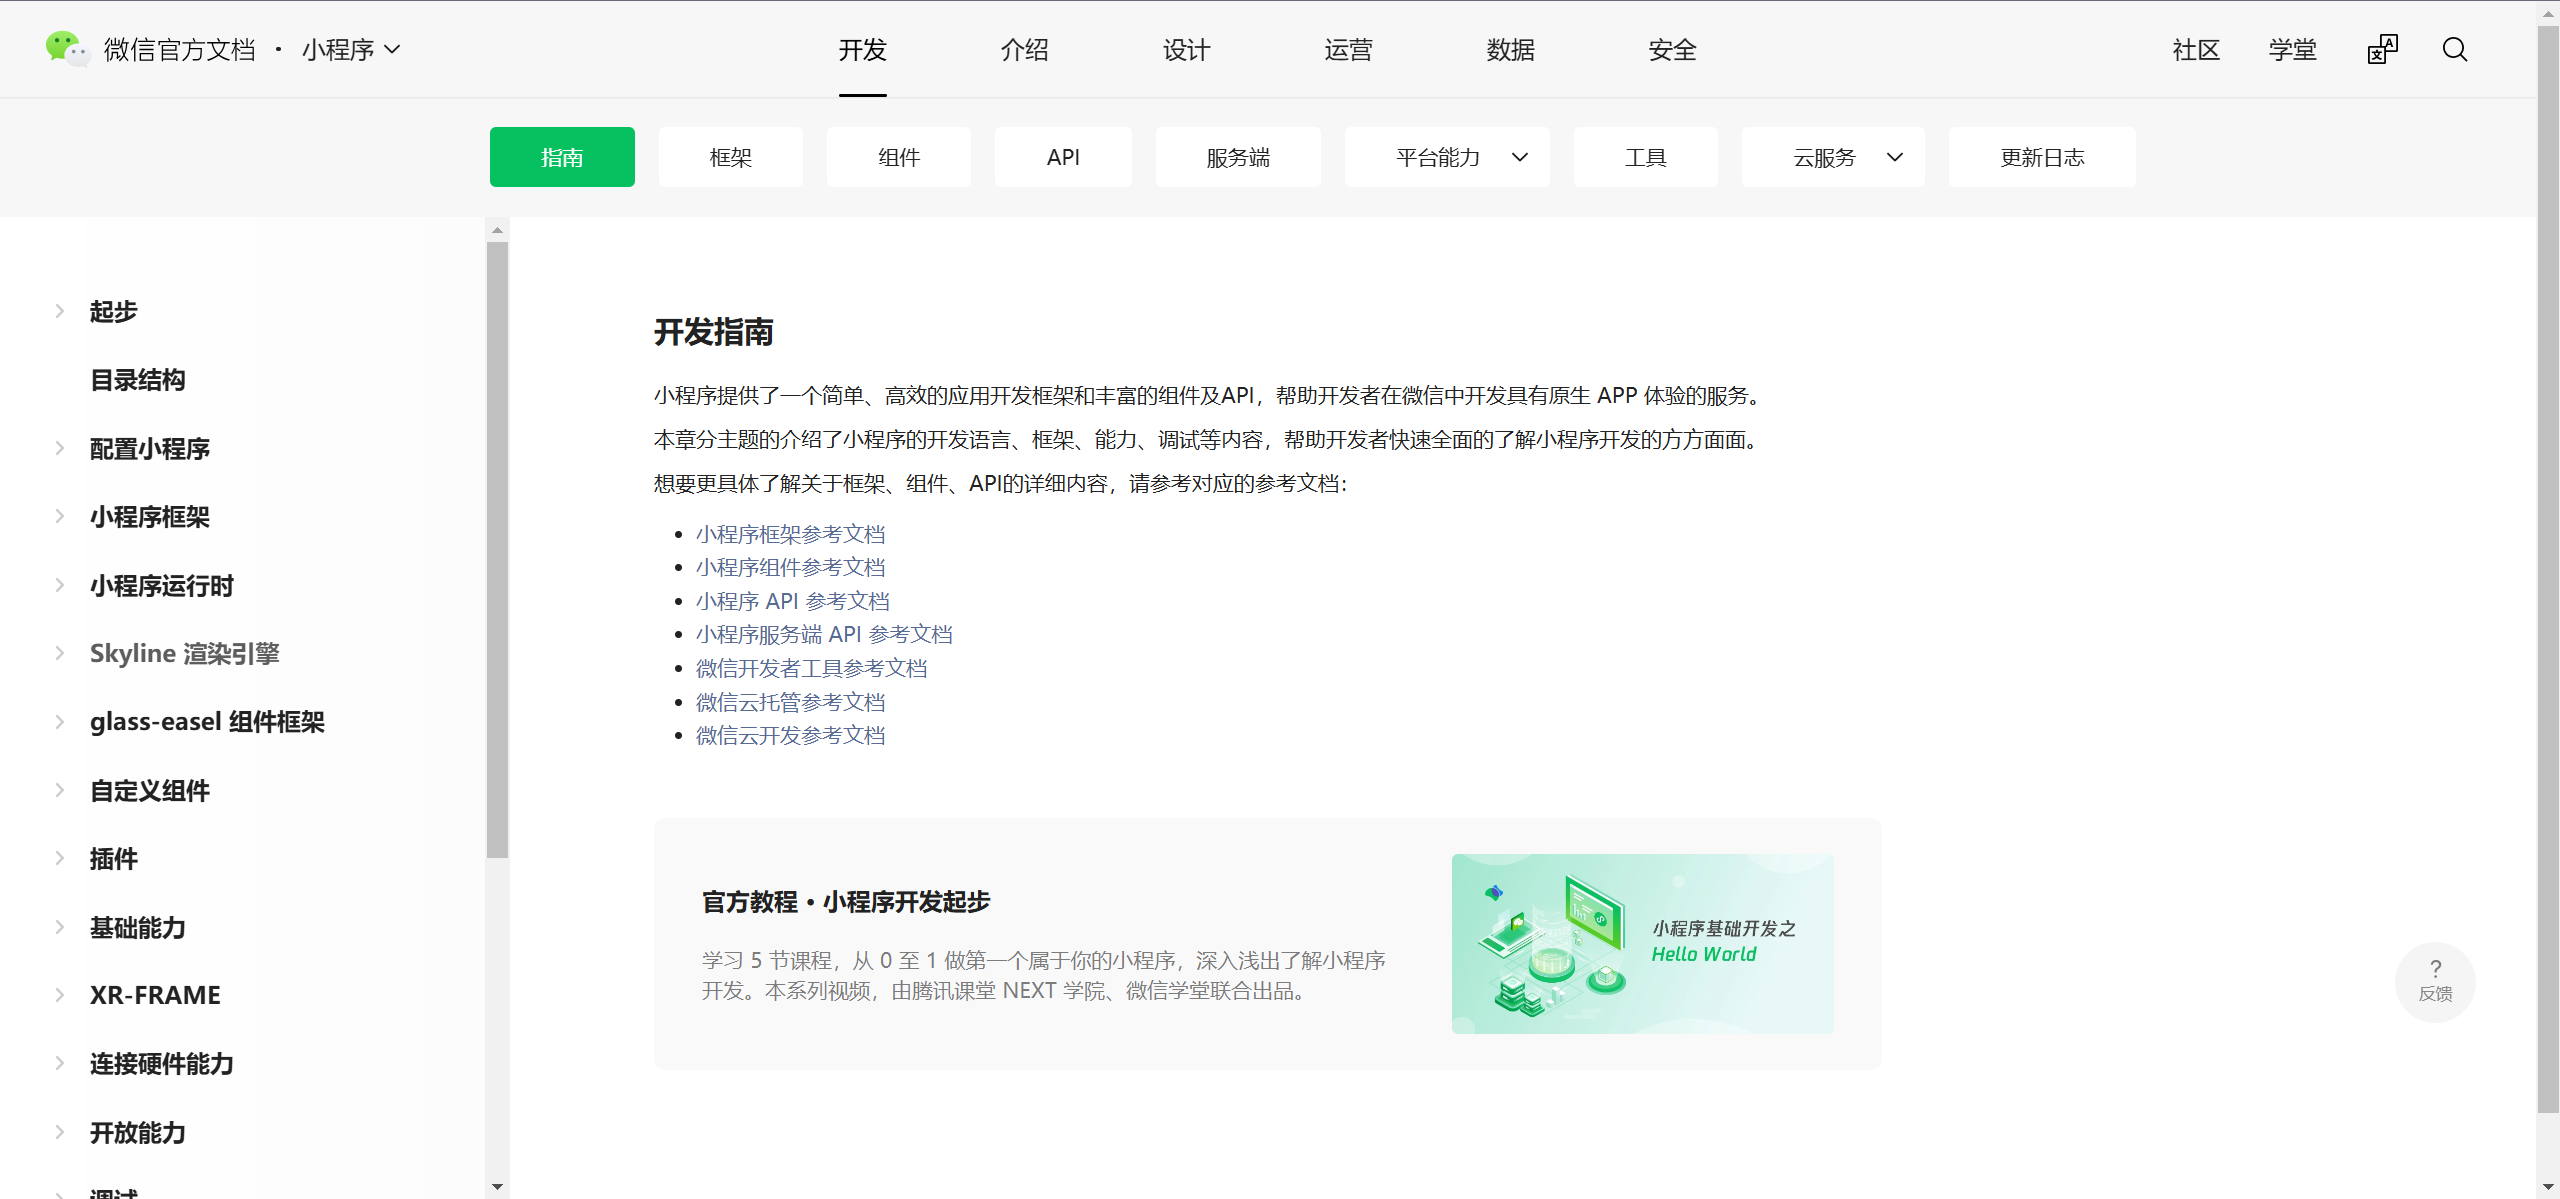 微信官方文档 · 小程序
开发
介绍
设计
运营
数据
安全
社区
学堂
指南
框架
组件
API
服务端
平台能力
工具
云服务
更新日志
起步
目录结构
配置小程序
小程序框架
小程序运行时
Skyline 渲染引擎
glass-easel 组件框架
自定义组件
插件
基础能力
XR-FRAME
连接硬件能力
开放能力
调试
开发指南
小程序提供了一个简单、高效的应用开发框架和丰富的组件及API，帮助开发者在微信中开发具有原生 APP 体验的服务。
本章分主题的介绍了小程序的开发语言、框架、能力、调试等内容，帮助开发者快速全面的了解小程序开发的方方面面。
想要更具体了解关于框架、组件、API的详细内容，请参考对应的参考文档：
• 小程序框架参考文档
• 小程序组件参考文档
• 小程序 API 参考文档
• 小程序服务端 API 参考文档
• 微信开发者工具参考文档
• 微信云托管参考文档
• 微信云开发参考文档
官方教程 • 小程序开发起步
学习 5 节课程，从 0 至 1 做第一个属于你的小程序，深入浅出了解小程序
开发。本系列视频，由腾讯课堂 NEXT 学院、微信学堂联合出品。
小程序基础开发之
Hello World
?
反馈